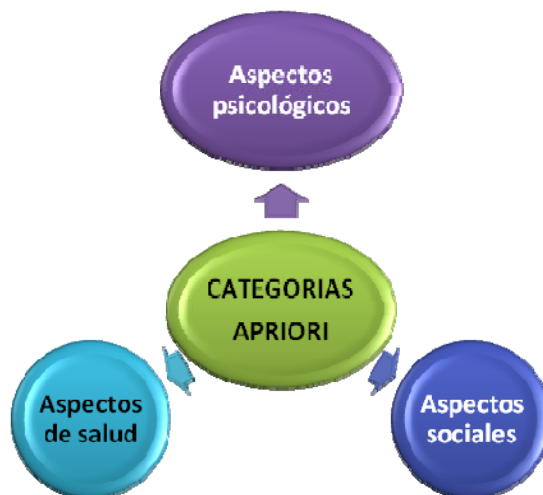 Aspectos
psicológicos
CATEGORIAS
APRIORI
Aspectos
de salud
Aspectos
sociales